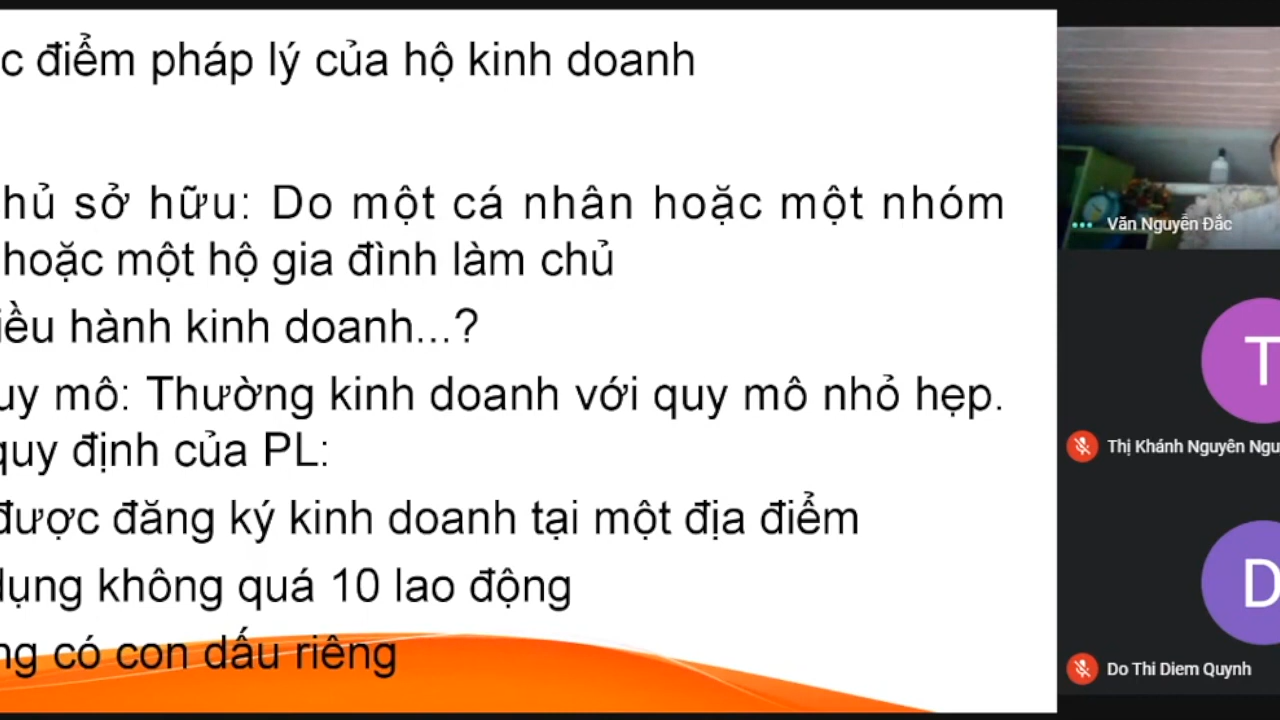 c điểm pháp lý của hộ kinh doanh
hủ sở hữu: Do một cá nhân hoặc một nhóm
hoặc một hộ gia đình làm chủ
iều hành kinh doanh...?
uy mô: Thường kinh doanh với quy mô nhỏ hẹp.
quy định của PL:
được đăng ký kinh doanh tại một địa điểm
dụng không quá 10 lao động
ng có con dấu riêng
Văn Nguyễn Đắc
T
Thị Khánh Nguyên Ngu
D
Do Thi Diem Quynh